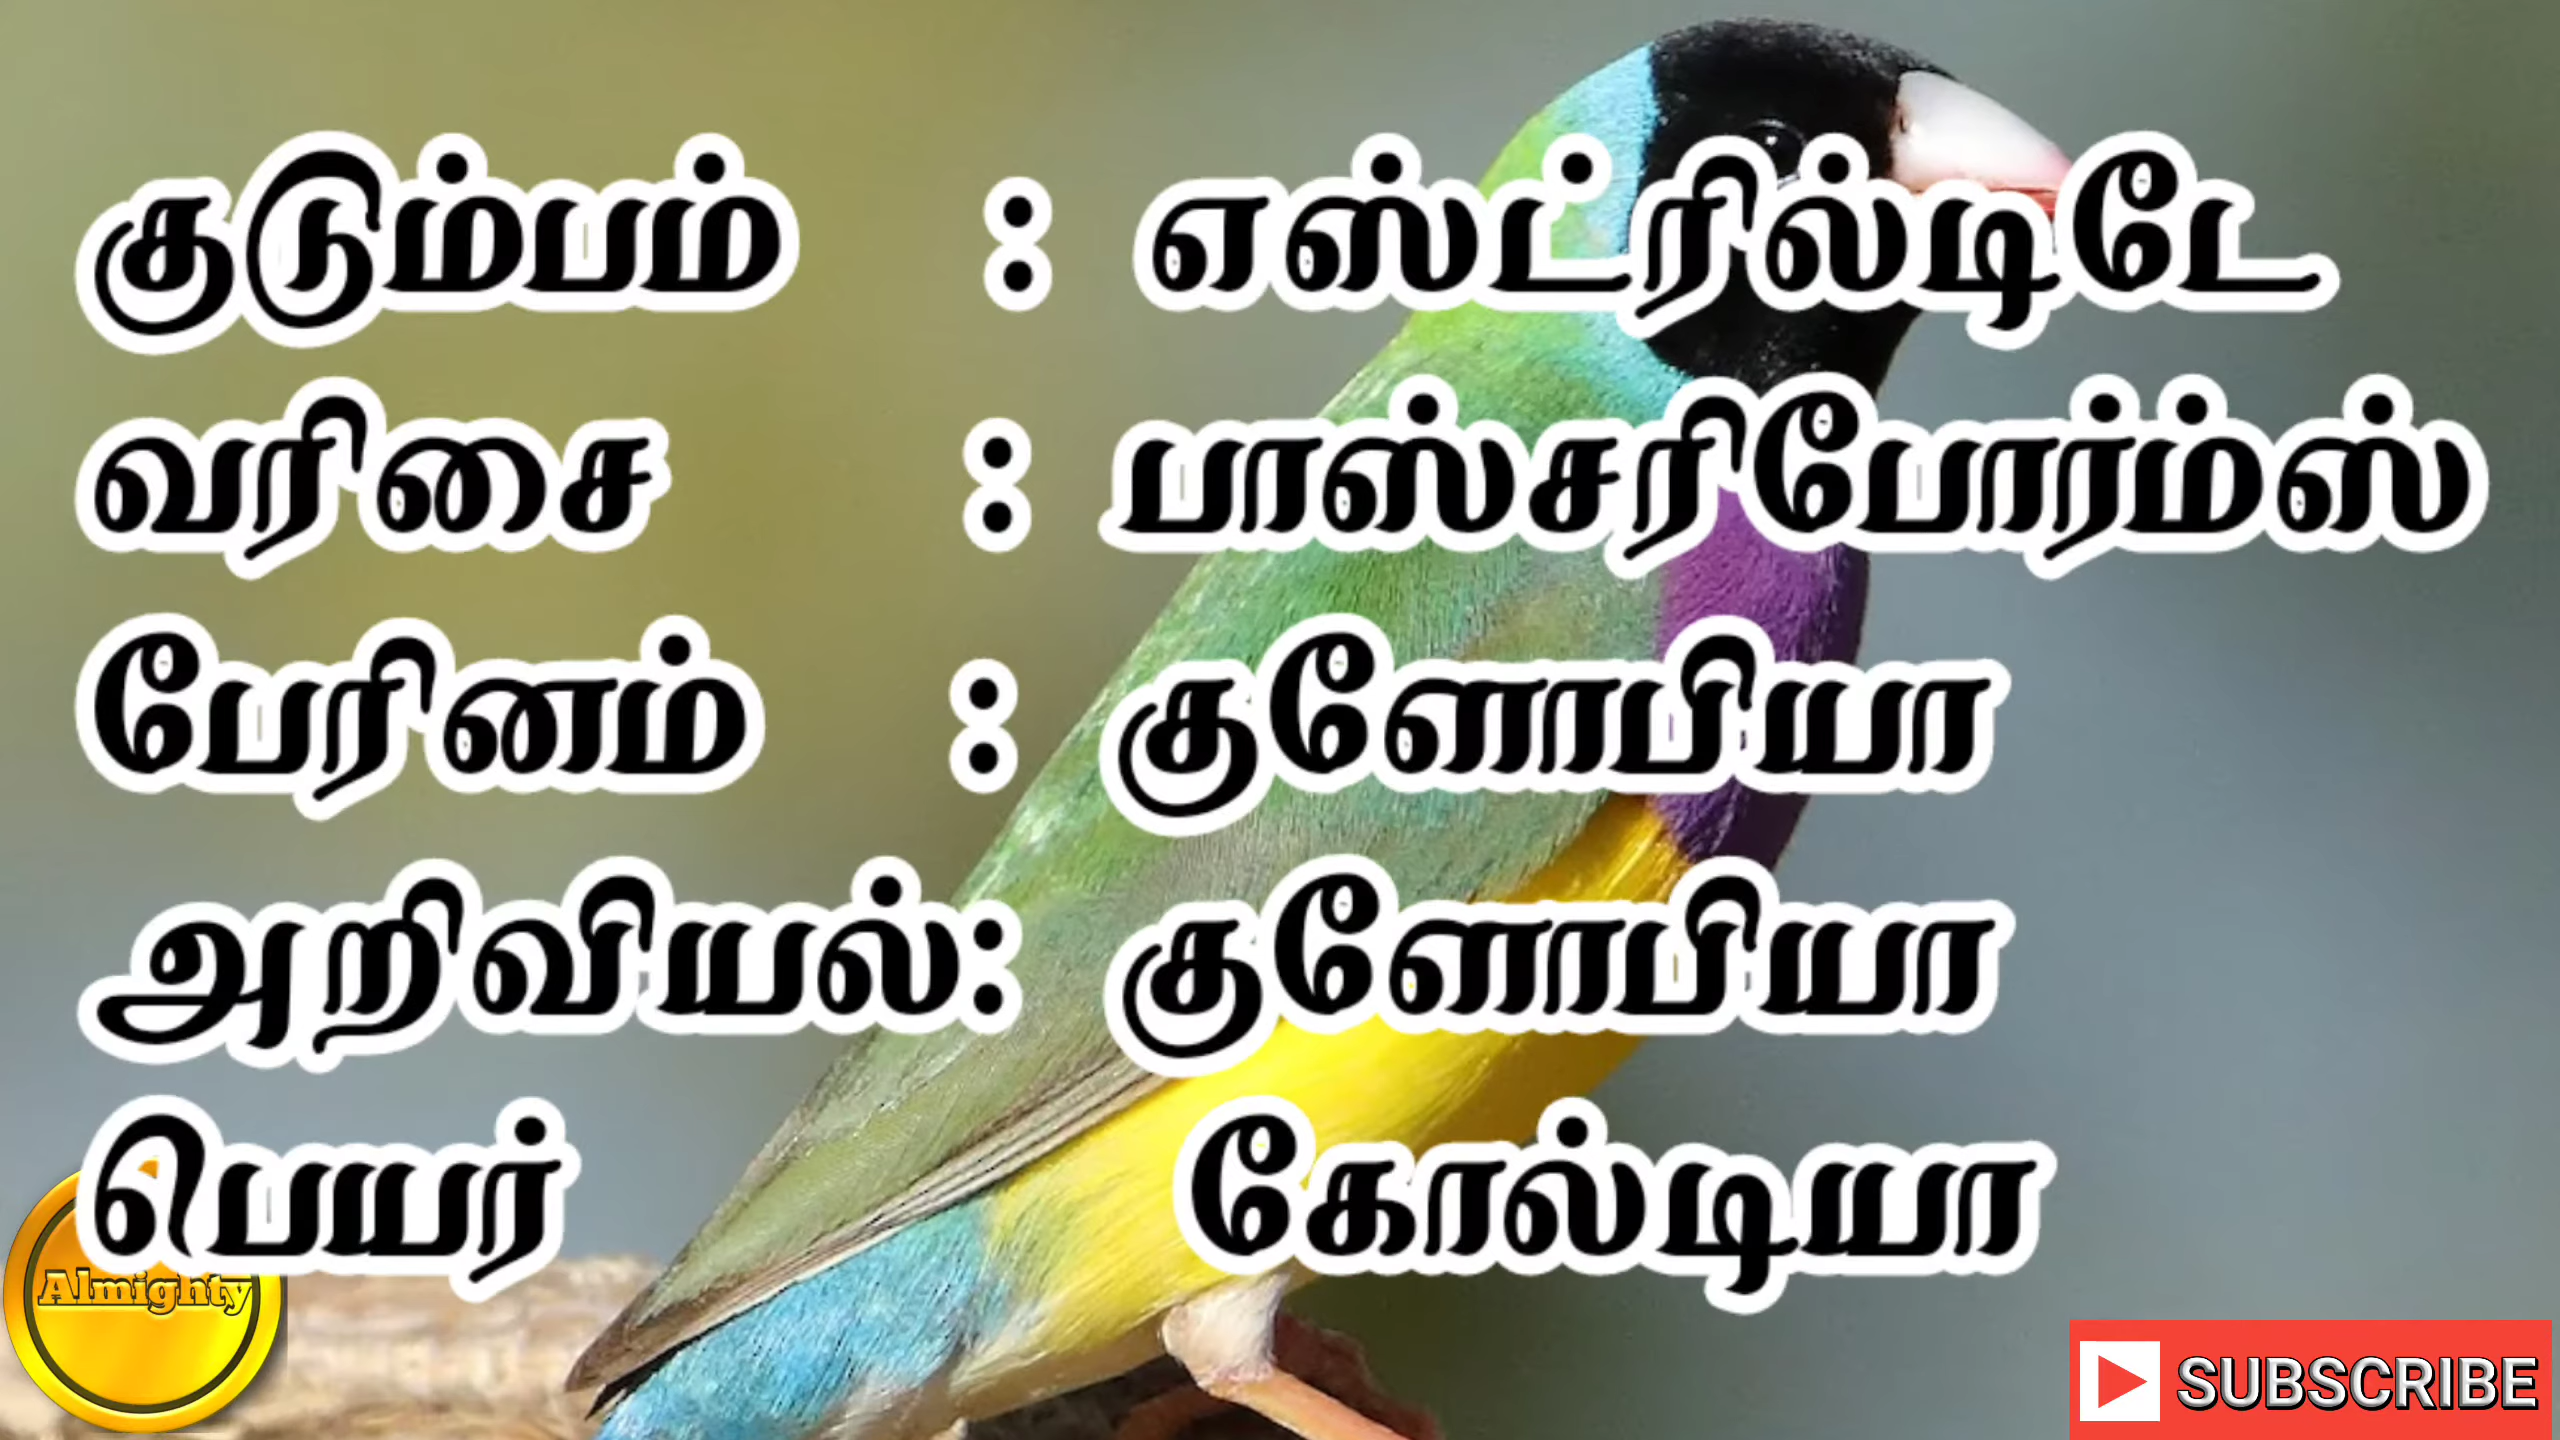 குடும்பம் : எஸ்ட்ரில்டிடே
வரிசை : பாஸ்சரிபோர்ம்ஸ்
பேரினம் : குளோபியா
அறிவியல்: குளோபியா
பெயர் கோல்டியா
Almighty
SUBSCRIBE